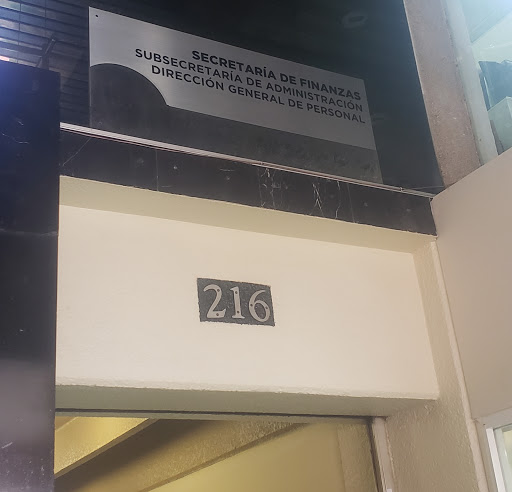 SECRETARÍA DE FINANZAS
SUBSECRETARÍA DE ADMINISTRACIÓN
DIRECCIÓN GENERAL DE PERSONAL
216